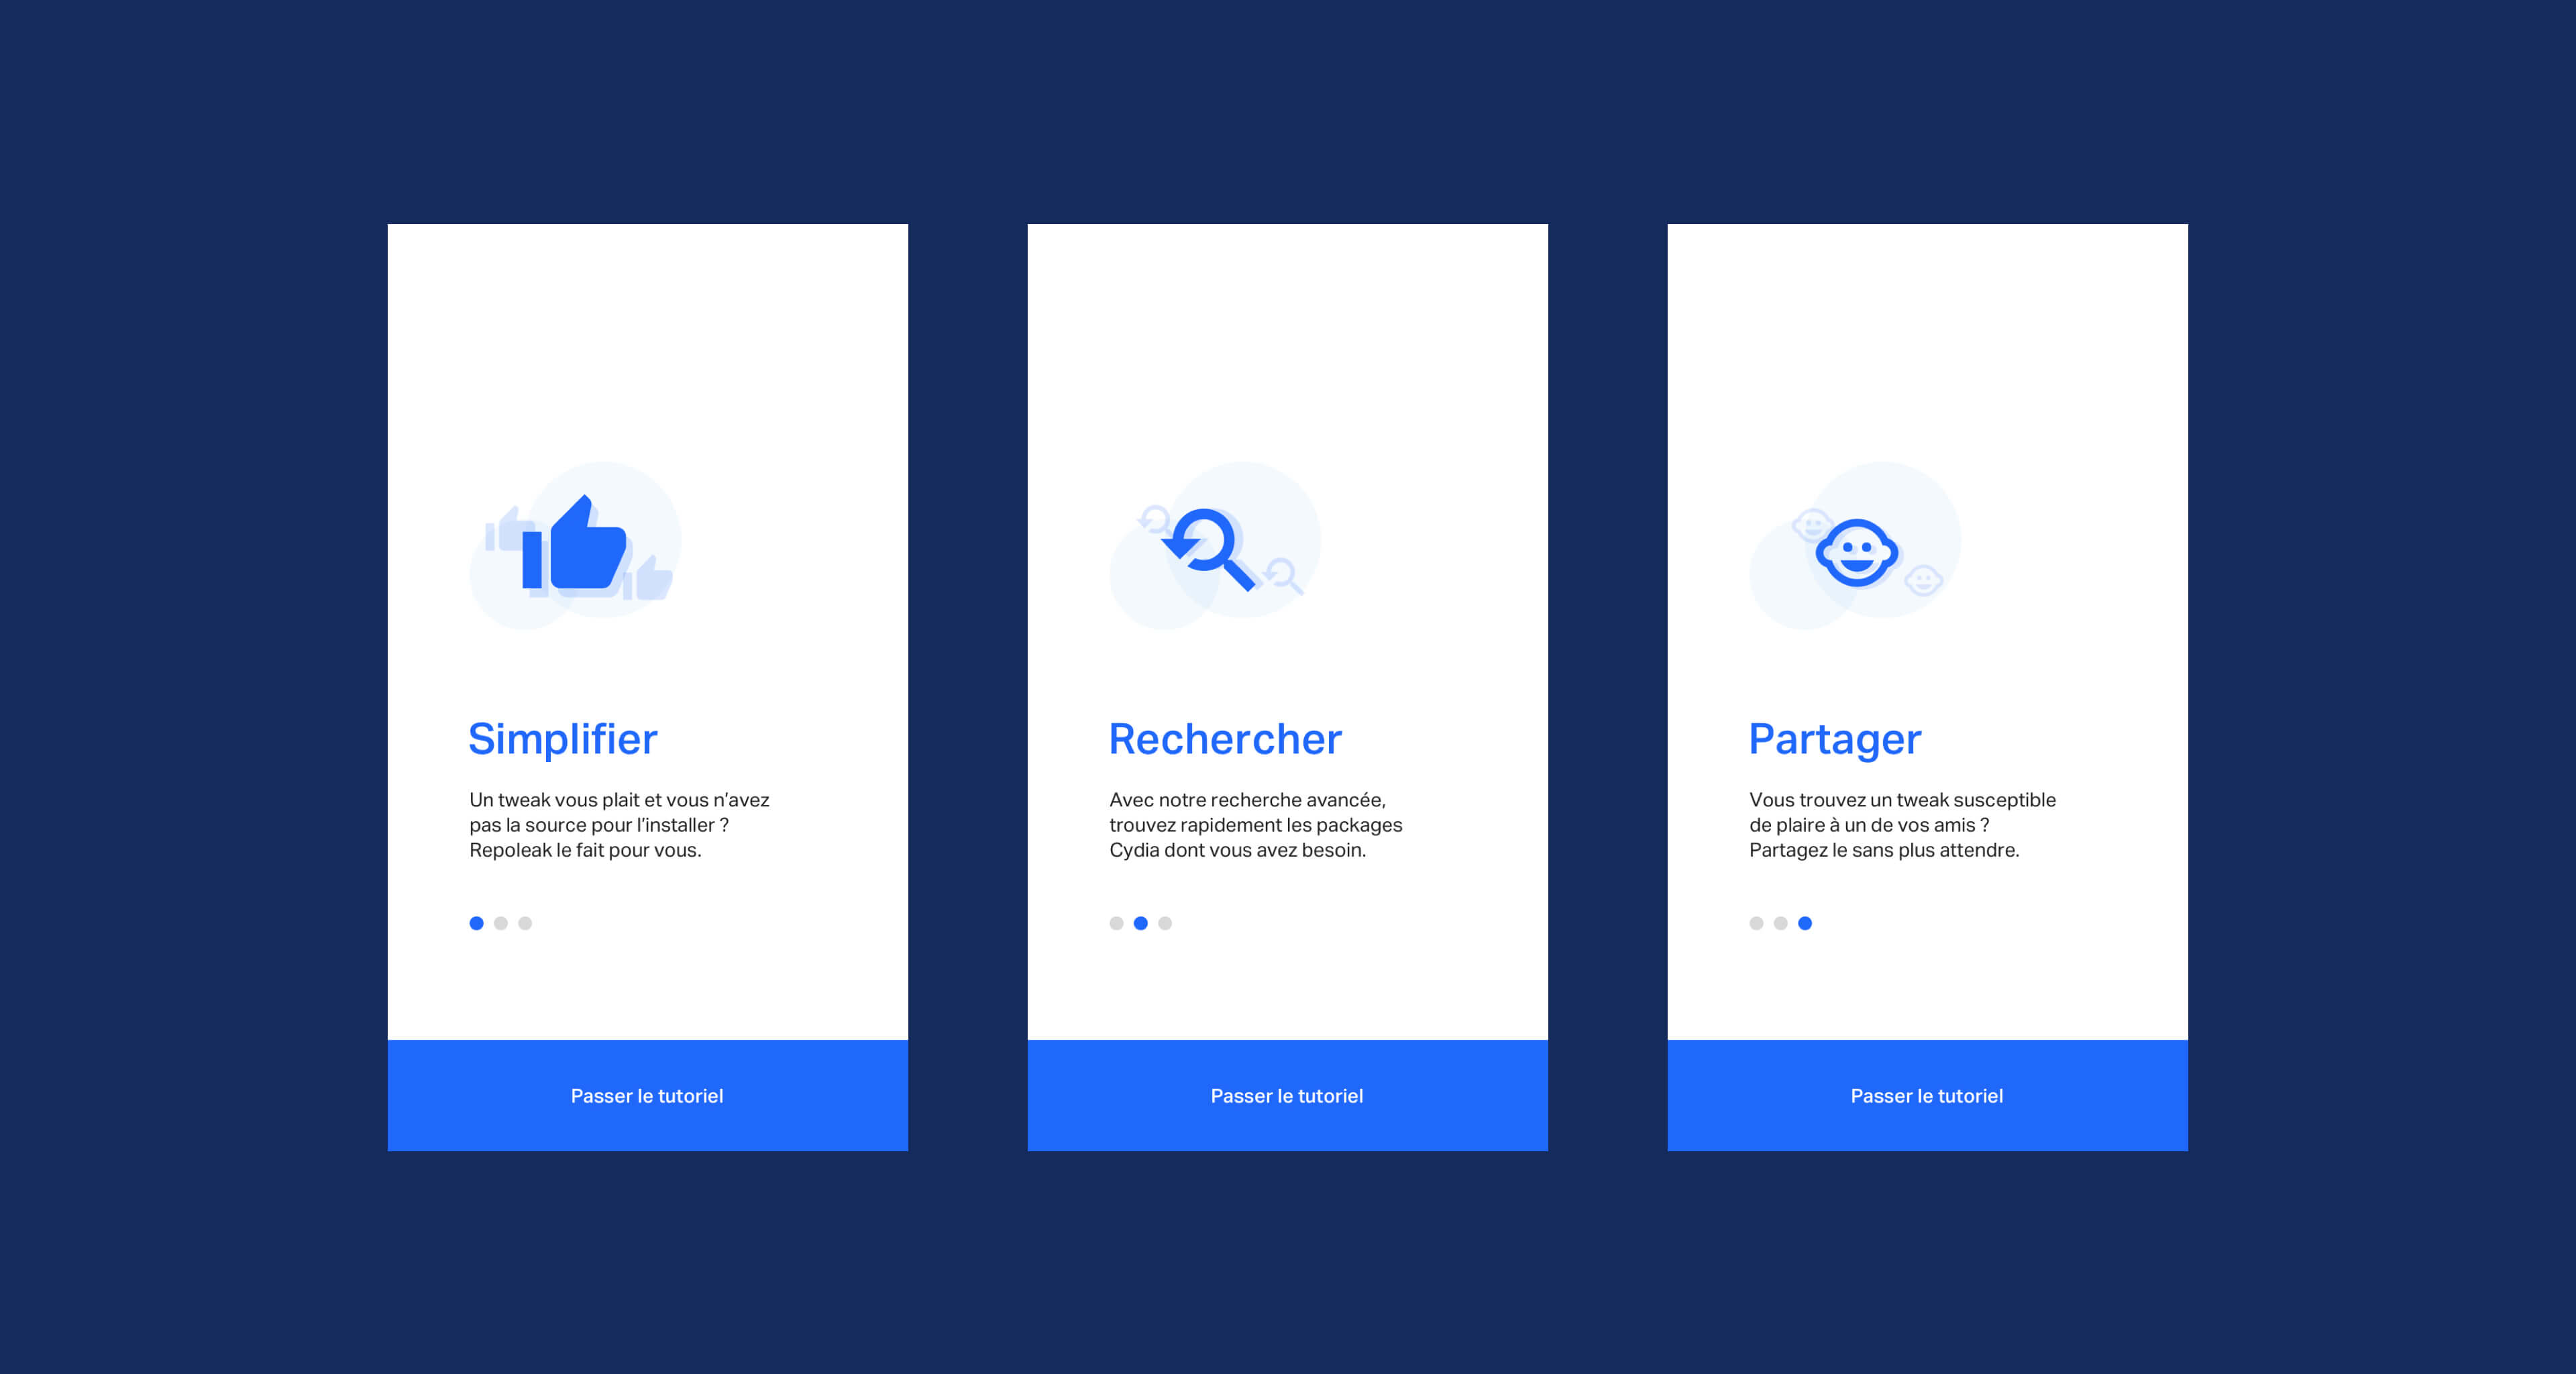 Simplifier
Un tweak vous plait et vous n’avez
pas la source pour l’installer ?
Repoleak le fait pour vous.
Passer le tutoriel
Rechercher
Avec notre recherche avancée,
trouvez rapidement les packages
Cydia dont vous avez besoin.
Passer le tutoriel
Partager
Vous trouvez un tweak susceptible
de plaire à un de vos amis ?
Partagez le sans plus attendre.
Passer le tutoriel